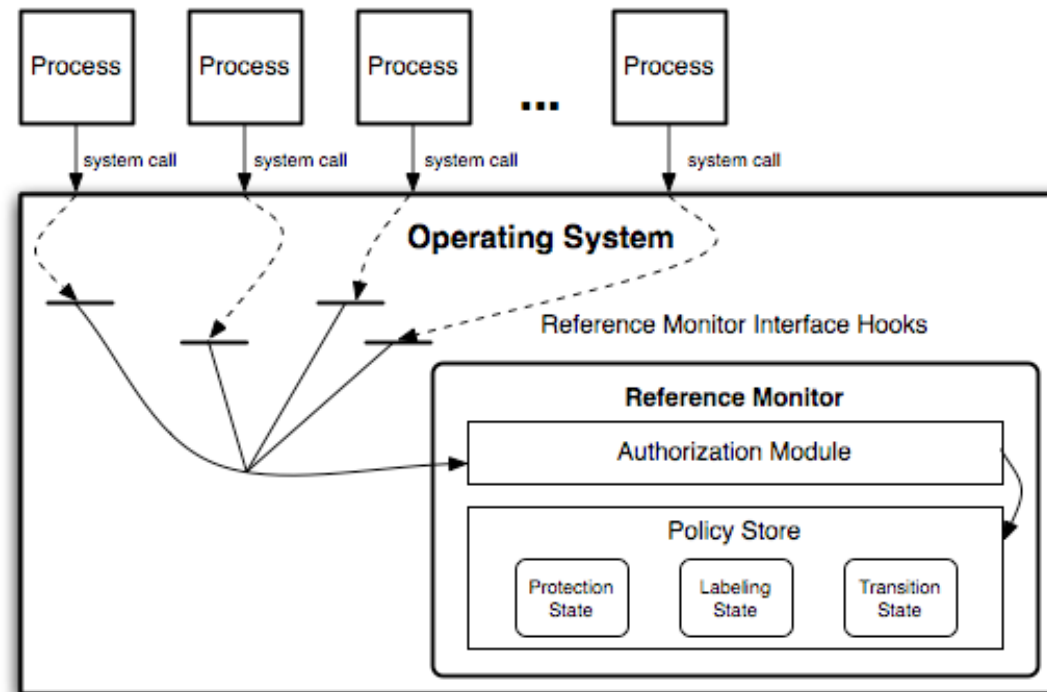 Process
Process
Process
...
Process
system call
system call
system call
system call
Operating System
Reference Monitor Interface Hooks
Reference Monitor
Authorization Module
Policy Store
Protection
State
Labeling
State
Transition
State